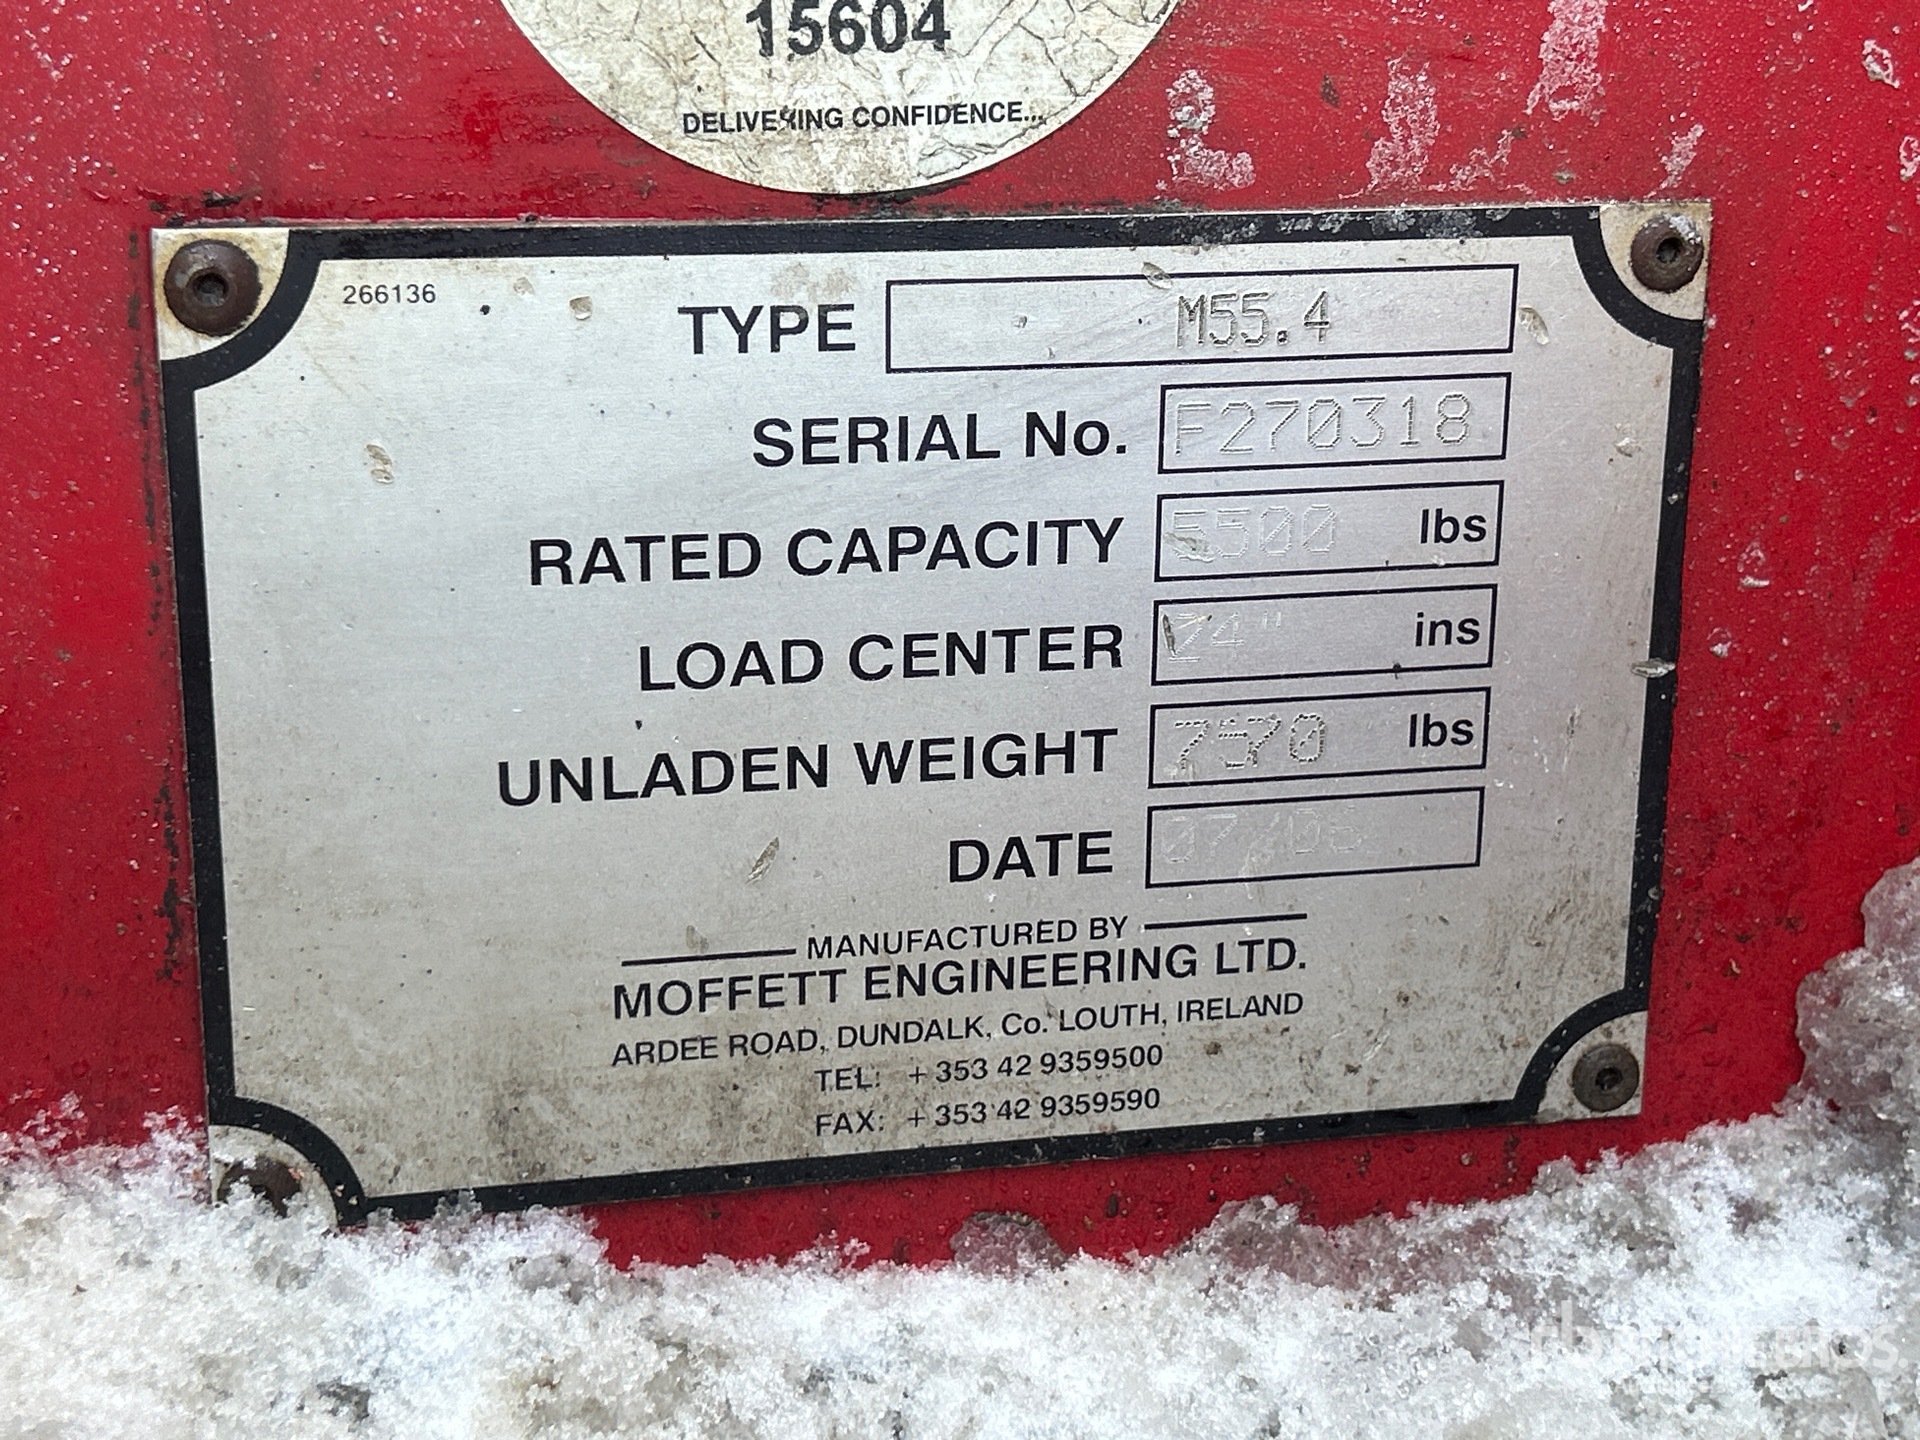 15604
DELIVERING CONFIDENCE...
266136
TYPE M55.4
SERIAL No. F270318
RATED CAPACITY 5500 lbs
LOAD CENTER 24" ins
UNLADEN WEIGHT 7570 lbs
DATE 07/05
MANUFACTURED BY
MOFFETT ENGINEERING LTD.
ARDEE ROAD, DUNDALK, Co. LOUTH, IRELAND
TEL: +353 42 9359500
FAX: +353 42 9359590